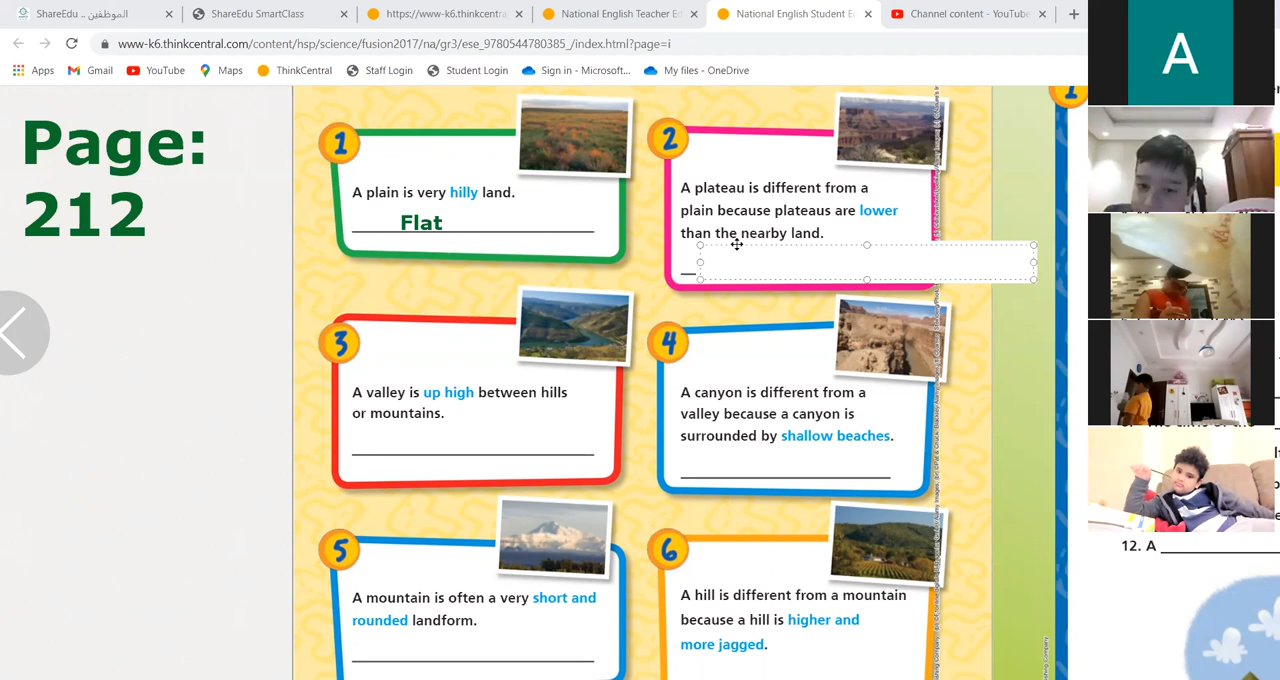 ShareEdu .. الموظفين
ShareEdu SmartClass
https://www-k6.thinkcentra
National English Teacher Ed
National English Student E
Channel content - YouTube
www-k6.thinkcentral.com/content/hsp/science/fusion2017/na/gr3/ese_9780544780385_/index.html?page=i
Apps
Gmail
YouTube
Maps
ThinkCentral
Staff Login
Student Login
Sign in - Microsoft...
My files - OneDrive
Page:
212
1
A plain is very hilly land.
Flat
2
A plateau is different from a
plain because plateaus are lower
than the nearby land.
3
A valley is up high between hills
or mountains.
4
A canyon is different from a
valley because a canyon is
surrounded by shallow beaches.
5
A mountain is often a very short and
rounded landform.
6
A hill is different from a mountain
because a hill is higher and
more jagged.
1
A
12. A